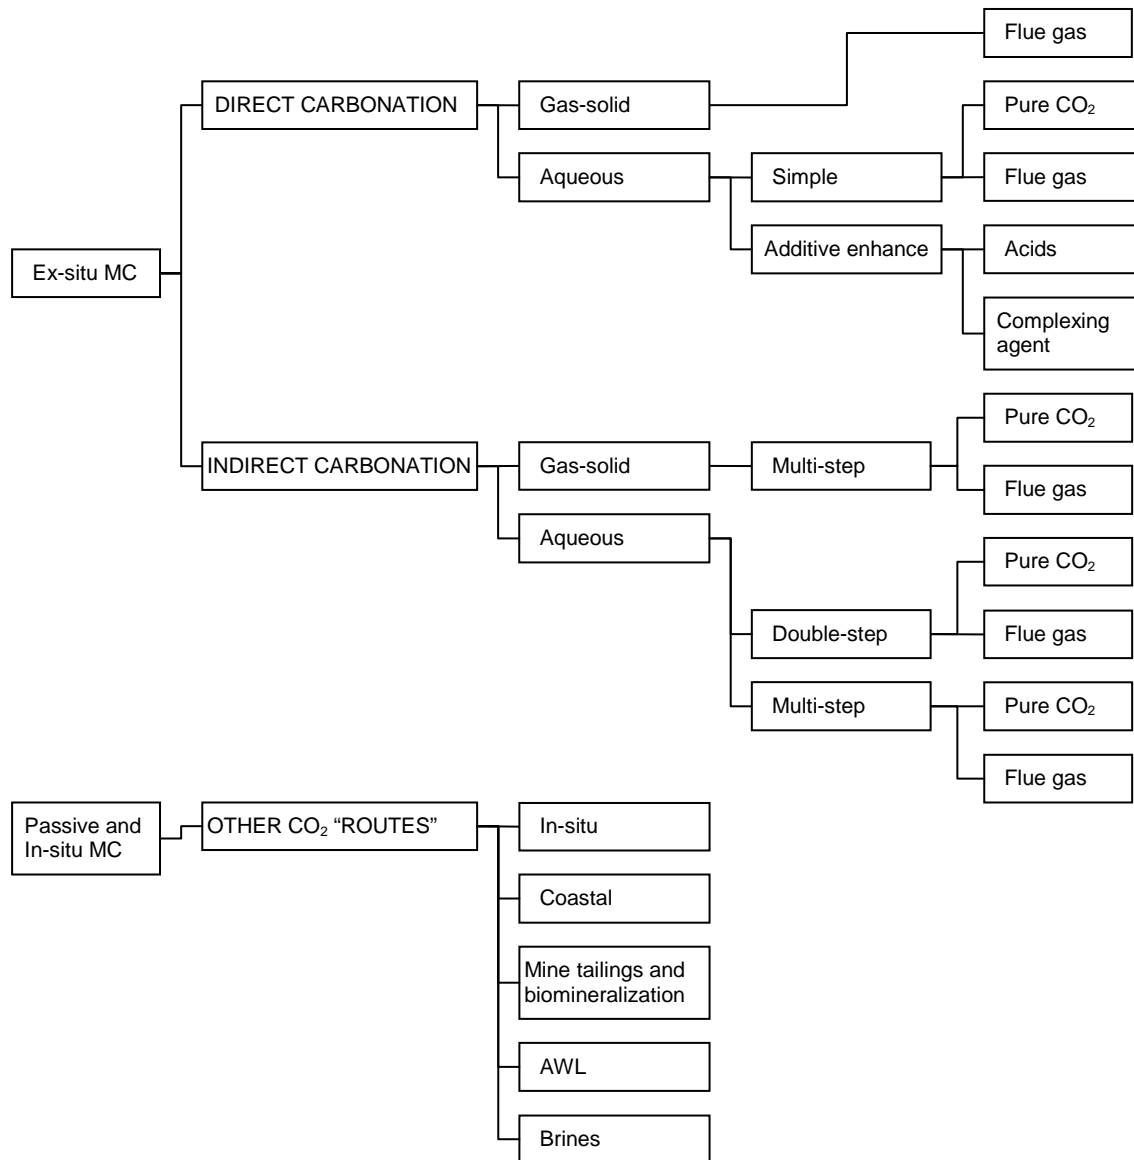 Flue gas
DIRECT CARBONATION
Gas-solid
Pure CO₂
Aqueous
Simple
Flue gas
Ex-situ MC
Additive enhance
Acids
Complexing
agent
Pure CO₂
INDIRECT CARBONATION
Gas-solid
Multi-step
Flue gas
Aqueous
Pure CO₂
Double-step
Flue gas
Multi-step
Pure CO₂
Flue gas
Passive and
In-situ MC
OTHER CO₂ “ROUTES”
In-situ
Coastal
Mine tailings and
biomineralization
AWL
Brines